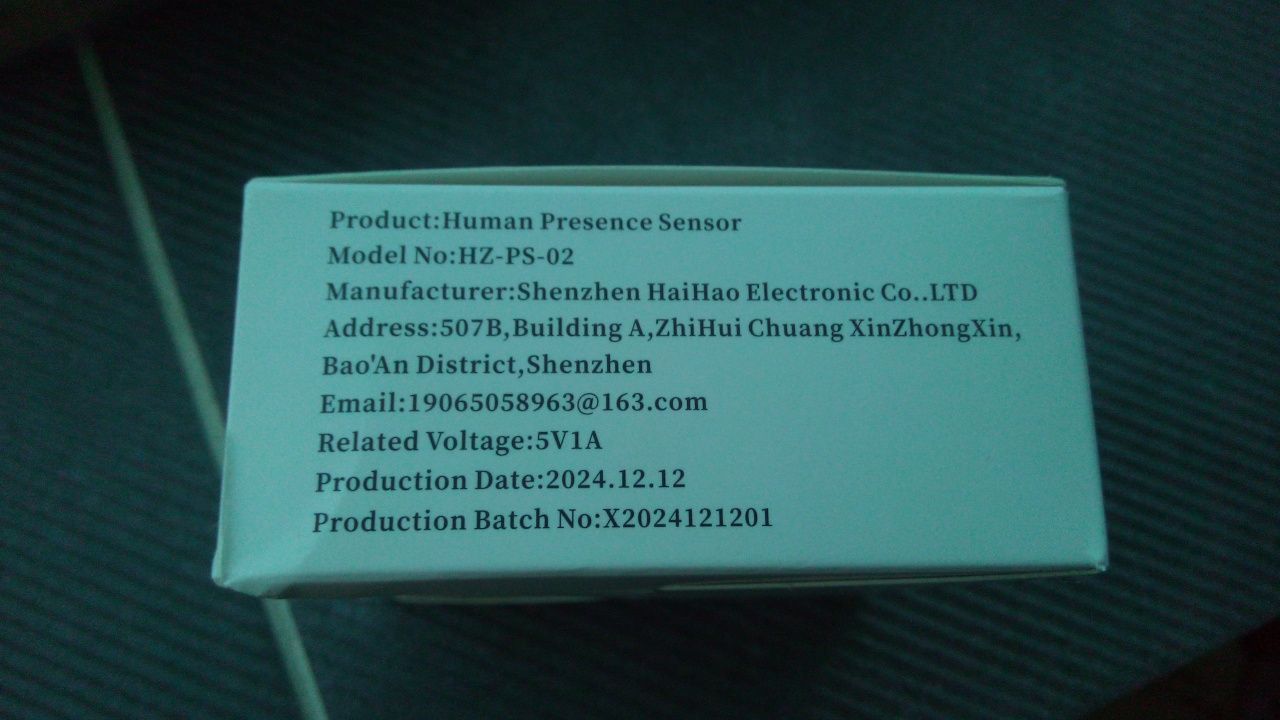 Product:Human Presence Sensor
Model No:HZ-PS-02
Manufacturer:Shenzhen HaiHao Electronic Co..LTD
Address:507B,Building A,ZhiHui Chuang XinZhongXin,
Bao'An District,Shenzhen
Email:19065058963@163.com
Related Voltage:5V1A
Production Date:2024.12.12
Production Batch No:X2024121201